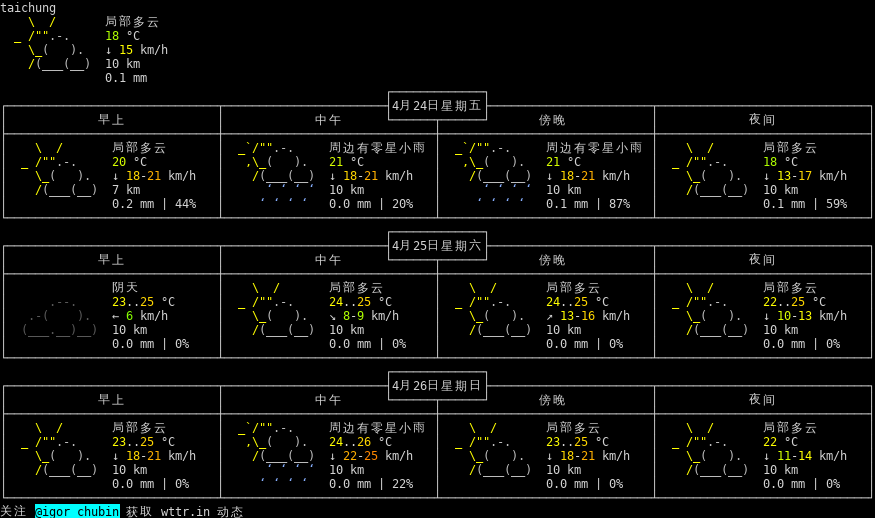 taichung
局部多云
18 °C
↓ 15 km/h
10 km
0.1 mm
4月24日星期五
早上 中午 傍晚 夜间
局部多云 周边有零星小雨 周边有零星小雨 局部多云
20 °C 21 °C 21 °C 18 °C
↓ 18-21 km/h ↓ 18-21 km/h ↓ 18-21 km/h ↓ 13-17 km/h
7 km 10 km 10 km 10 km
0.2 mm | 44% 0.0 mm | 20% 0.1 mm | 87% 0.1 mm | 59%
4月25日星期六
早上 中午 傍晚 夜间
阴天 局部多云 局部多云 局部多云
23..25 °C 24..25 °C 24..25 °C 22..25 °C
← 6 km/h ↘ 8-9 km/h ↗ 13-16 km/h ↓ 10-13 km/h
10 km 10 km 10 km 10 km
0.0 mm | 0% 0.0 mm | 0% 0.0 mm | 0% 0.0 mm | 0%
4月26日星期日
早上 中午 傍晚 夜间
局部多云 周边有零星小雨 局部多云 局部多云
23..25 °C 24..26 °C 23..25 °C 22 °C
↓ 18-21 km/h ↓ 22-25 km/h ↓ 18-21 km/h ↓ 11-14 km/h
10 km 10 km 10 km 10 km
0.0 mm | 0% 0.0 mm | 22% 0.0 mm | 0% 0.0 mm | 0%
关注 @igor_chubin 获取 wttr.in 动态